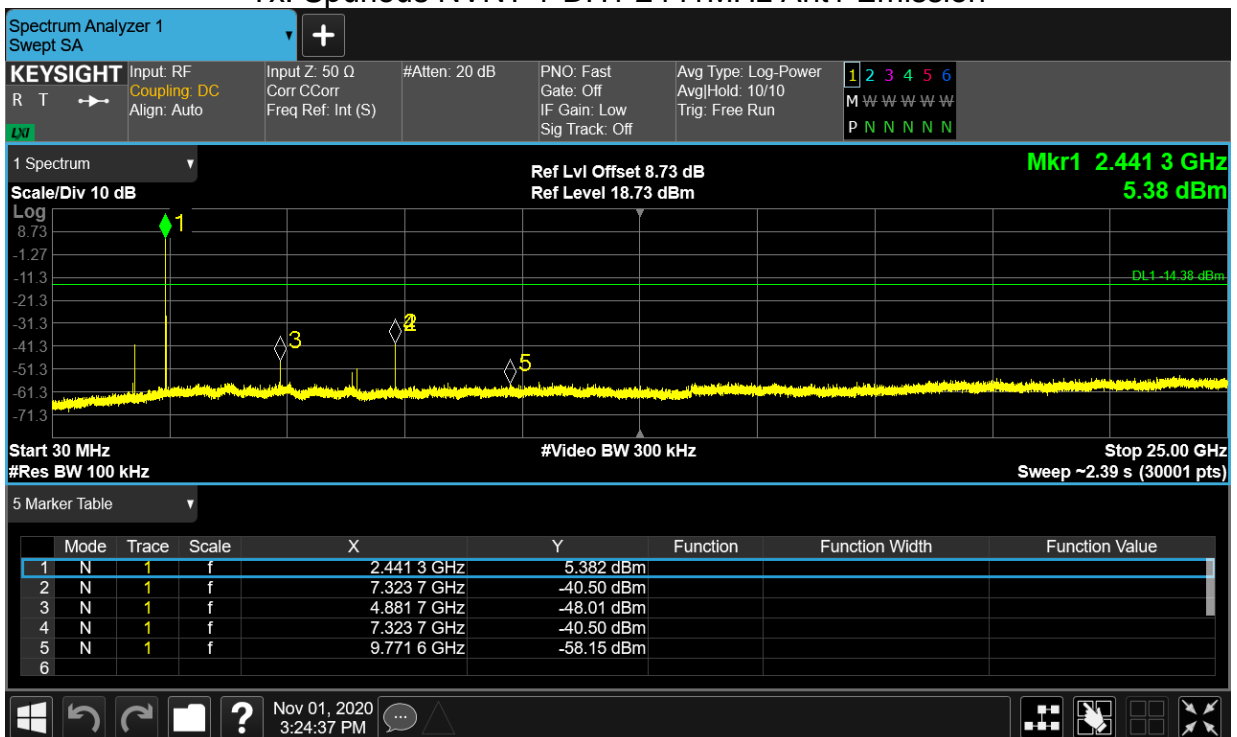 Spectrum Analyzer 1
Swept SA
KEYSIGHT
R T
LXI
Input: RF
Coupling: DC
Align: Auto
Input Z: 50 Ω
Corr CCorr
Freq Ref: Int (S)
#Atten: 20 dB
PNO: Fast
Gate: Off
IF Gain: Low
Sig Track: Off
Avg Type: Log-Power
Avg|Hold: 10/10
Trig: Free Run
1 2 3 4 5 6
M W W W W W
P N N N N N
1 Spectrum
Scale/Div 10 dB
Ref Lvl Offset 8.73 dB
Ref Level 18.73 dBm
Mkr1 2.441 3 GHz
5.38 dBm
Log
8.73
-1.27
-11.3
-21.3
-31.3
-41.3
-51.3
-61.3
-71.3
1
3
5
DL1 -14.38 dBm
Start 30 MHz
#Res BW 100 kHz
#Video BW 300 kHz
Stop 25.00 GHz
Sweep ~2.39 s (30001 pts)
5 Marker Table
Mode Trace Scale X Y Function Function Width Function Value
1 N 1 f 2.441 3 GHz 5.382 dBm
2 N 1 f 7.323 7 GHz -40.50 dBm
3 N 1 f 4.881 7 GHz -48.01 dBm
4 N 1 f 7.323 7 GHz -40.50 dBm
5 N 1 f 9.771 6 GHz -58.15 dBm
6
?
Nov 01, 2020
3:24:37 PM